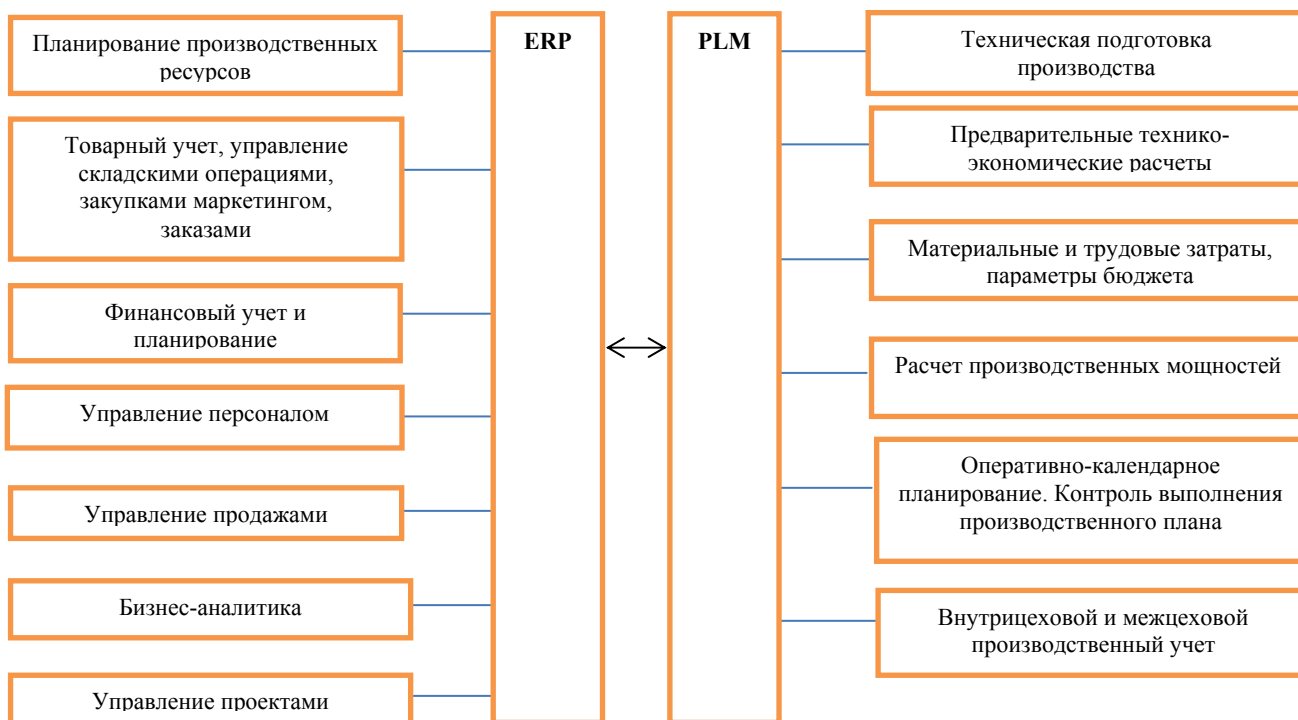 Планирование производственных
ресурсов
Товарный учет, управление
складскими операциями,
закупками маркетингом,
заказами
Финансовый учет и
планирование
Управление персоналом
Управление продажами
Бизнес-аналитика
Управление проектами
ERP
PLM
Техническая подготовка
производства
Предварительные технико-
экономические расчеты
Материальные и трудовые затраты,
параметры бюджета
Расчет производственных мощностей
Оперативно-календарное
планирование. Контроль выполнения
производственного плана
Внутрицеховой и межцеховой
производственный учет